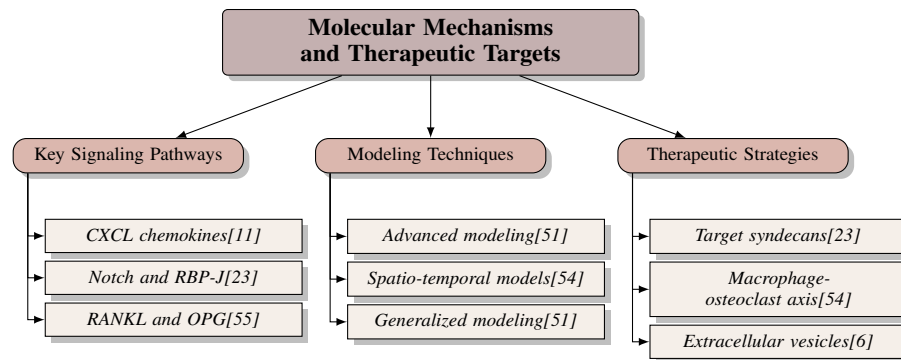 Molecular Mechanisms
and Therapeutic Targets
Key Signaling Pathways
CXCL chemokines[11]
Notch and RBP-J[23]
RANKL and OPG[55]
Modeling Techniques
Advanced modeling[51]
Spatio-temporal models[54]
Generalized modeling[51]
Therapeutic Strategies
Target syndecans[23]
Macrophage-
osteoclast axis[54]
Extracellular vesicles[6]